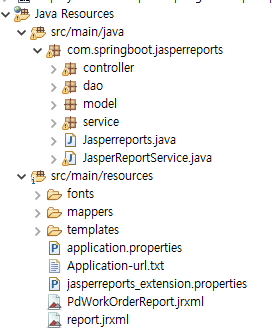 Java Resources
src/main/java
com.springboot.jasperreports
controller
dao
model
service
Jasperreports.java
JasperReportService.java
src/main/resources
fonts
mappers
templates
application.properties
Application-url.txt
jasperreports_extension.properties
PdWorkOrderReport.jrxml
report.jrxml